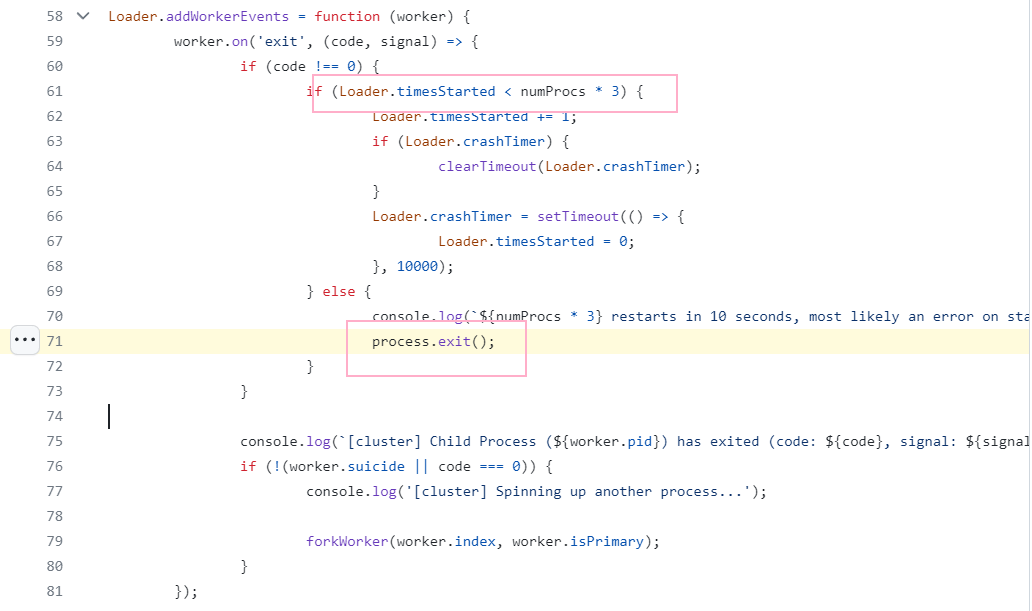 58 Loader.addWorkerEvents = function (worker) {
59 worker.on('exit', (code, signal) => {
60 if (code !== 0) {
61 if (Loader.timesStarted < numProcs * 3) {
62 Loader.timesStarted += 1;
63 if (Loader.crashTimer) {
64 clearTimeout(Loader.crashTimer);
65 }
66 Loader.crashTimer = setTimeout(() => {
67 Loader.timesStarted = 0;
68 }, 10000);
69 } else {
70 console.log(`${numProcs * 3} restarts in 10 seconds, most likely an error on sta
71 process.exit();
72 }
73 }
74
75 console.log(`[cluster] Child Process (${worker.pid}) has exited (code: ${code}, signal: ${signal
76 if (!(worker.suicide || code === 0)) {
77 console.log('[cluster] Spinning up another process...');
78
79 forkWorker(worker.index, worker.isPrimary);
80 }
81 });